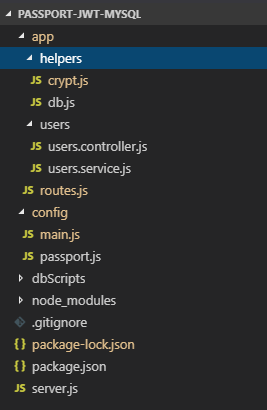 PASSPORT-JWT-MYSQL
app
helpers
JS crypt.js
JS db.js
users
JS users.controller.js
JS users.service.js
JS routes.js
config
JS main.js
JS passport.js
dbScripts
node_modules
.gitignore
{ } package-lock.json
{ } package.json
JS server.js